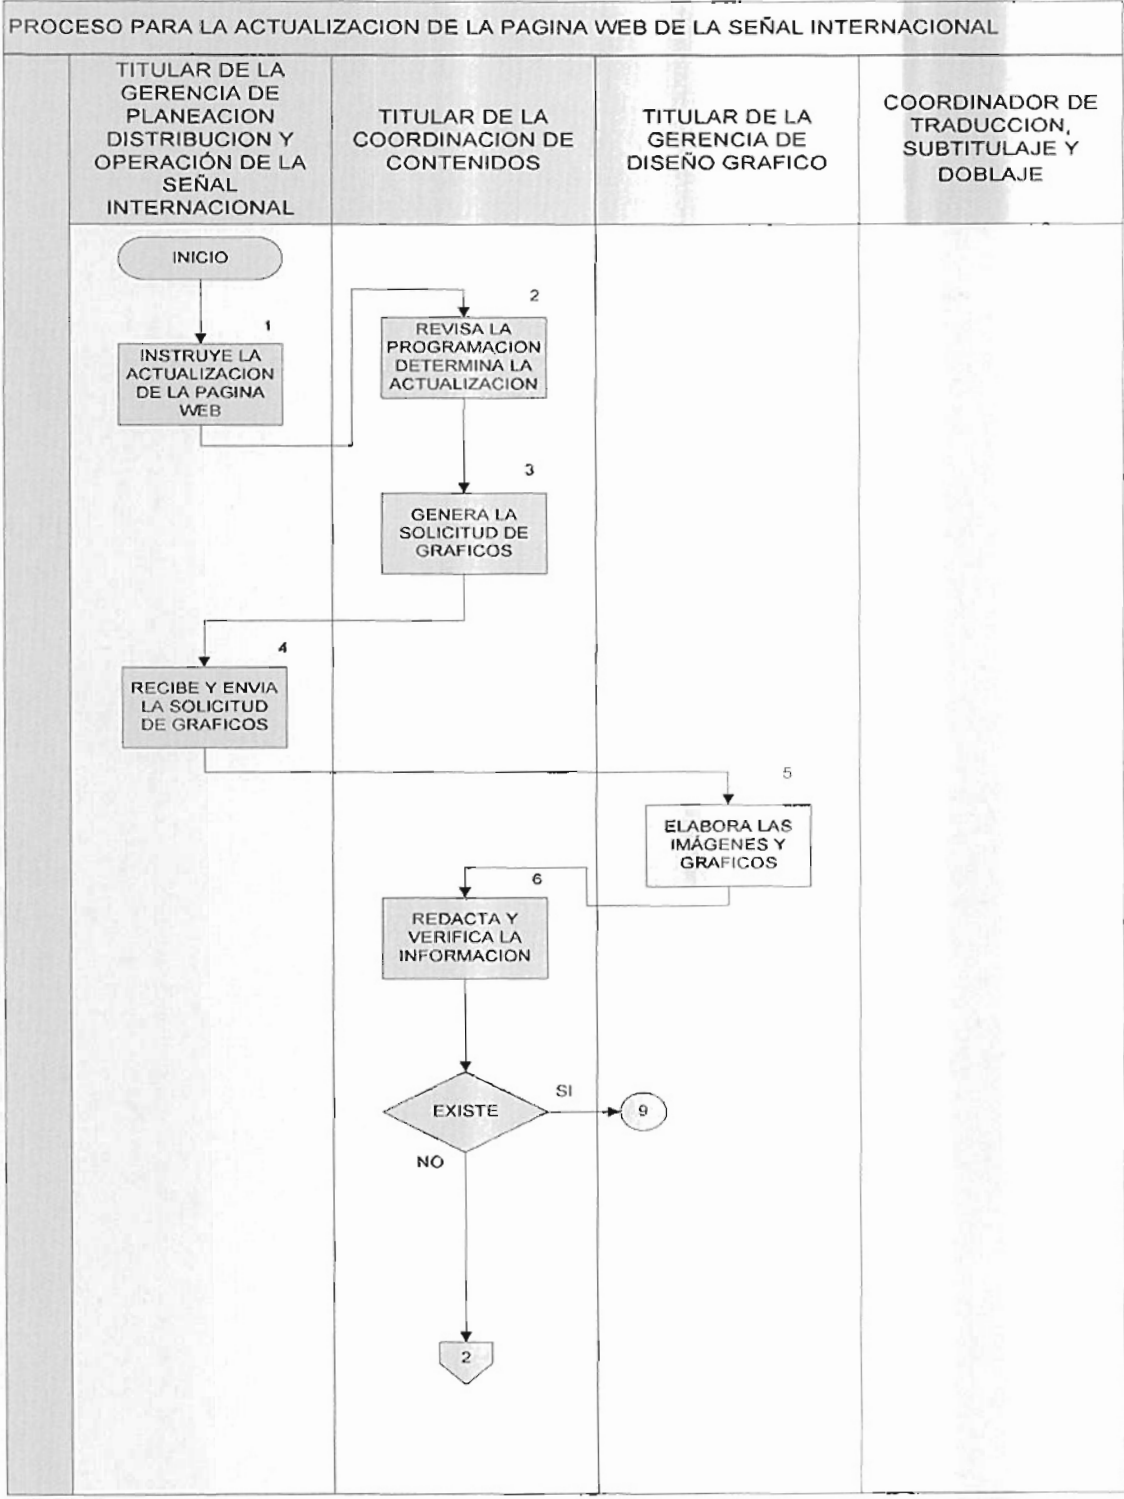 PROCESO PARA LA ACTUALIZACION DE LA PAGINA WEB DE LA SEÑAL INTERNACIONAL
TITULAR DE LA
GERENCIA DE
PLANEACION
DISTRIBUCION Y
OPERACIÓN DE LA
SEÑAL
INTERNACIONAL
TITULAR DE LA
COORDINACION DE
CONTENIDOS
TITULAR DE LA
GERENCIA DE
DISEÑO GRAFICO
COORDINADOR DE
TRADUCCION,
SUBTITULAJE Y
DOBLAJE
INICIO
1
INSTRUYE LA
ACTUALIZACION
DE LA PAGINA
WEB
2
REVISA LA
PROGRAMACION
DETERMINA LA
ACTUALIZACION
3
GENERA LA
SOLICITUD DE
GRAFICOS
4
RECIBE Y ENVIA
LA SOLICITUD
DE GRAFICOS
5
ELABORA LAS
IMÁGENES Y
GRAFICOS
6
REDACTA Y
VERIFICA LA
INFORMACION
EXISTE
SI
9
NO
2